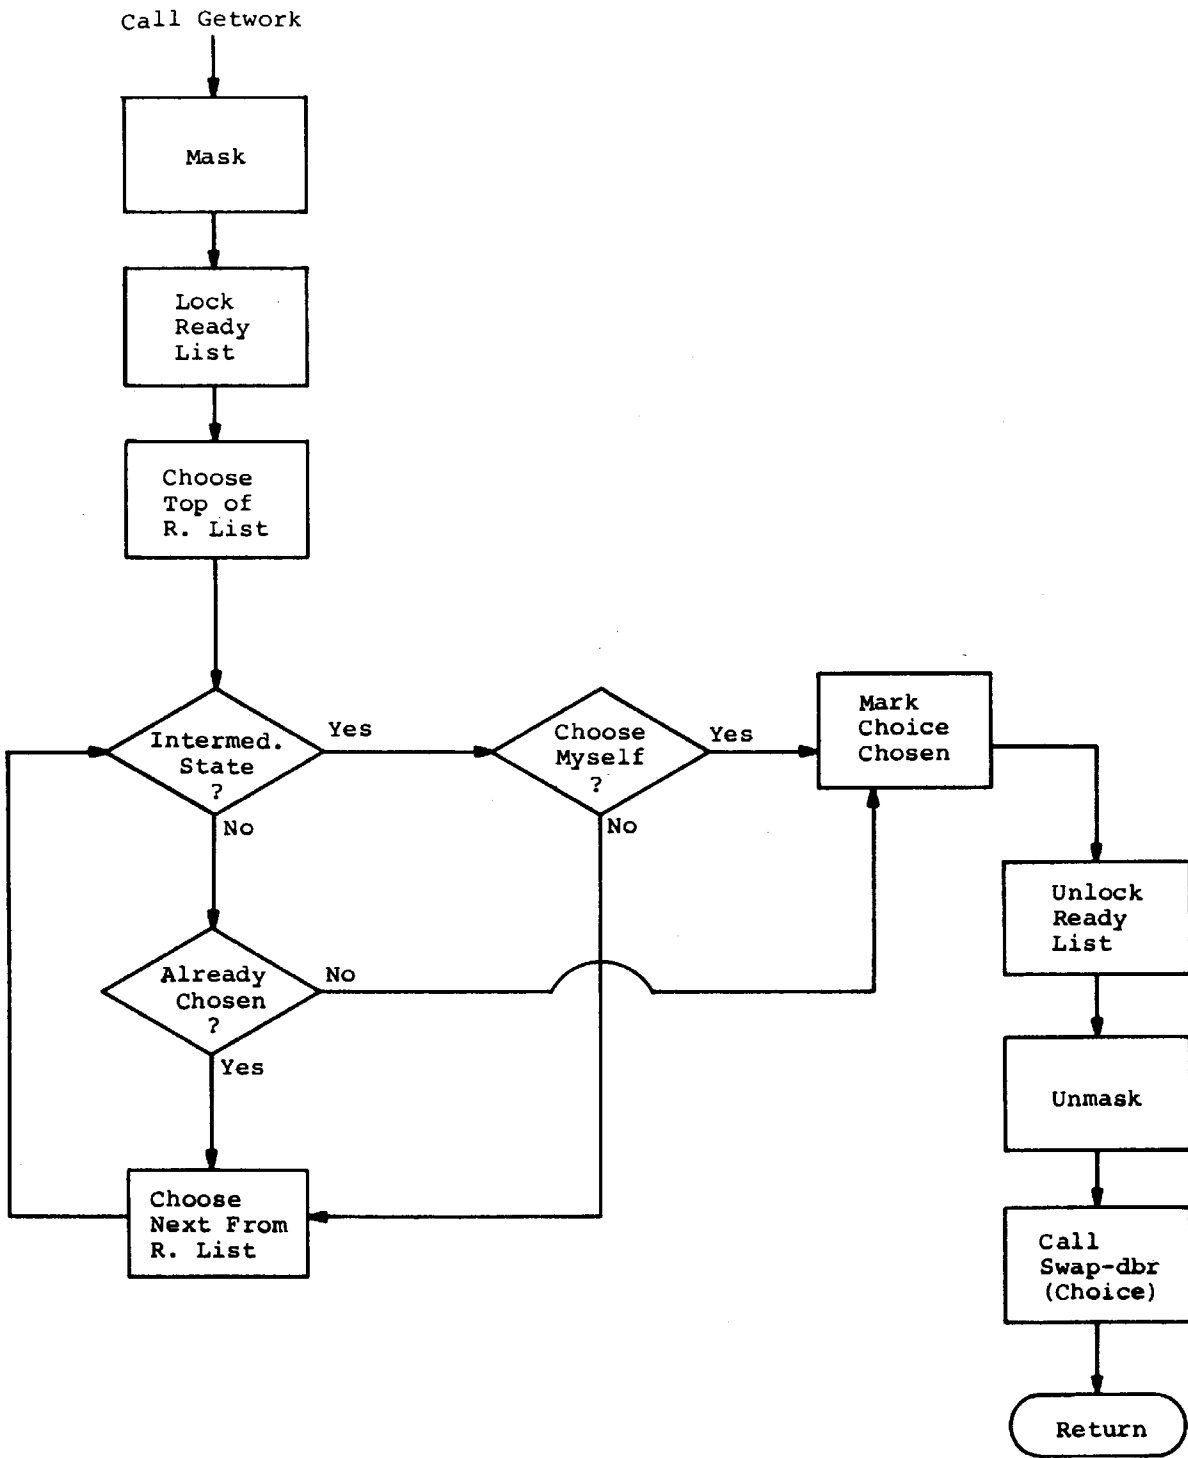 Call Getwork
Mask
Lock
Ready
List
Choose
Top of
R. List
Intermed.
State
?
Yes
No
Choose
Myself
?
Yes
No
Mark
Choice
Chosen
Already
Chosen
?
No
Yes
Choose
Next From
R. List
Unlock
Ready
List
Unmask
Call
Swap-dbr
(Choice)
Return